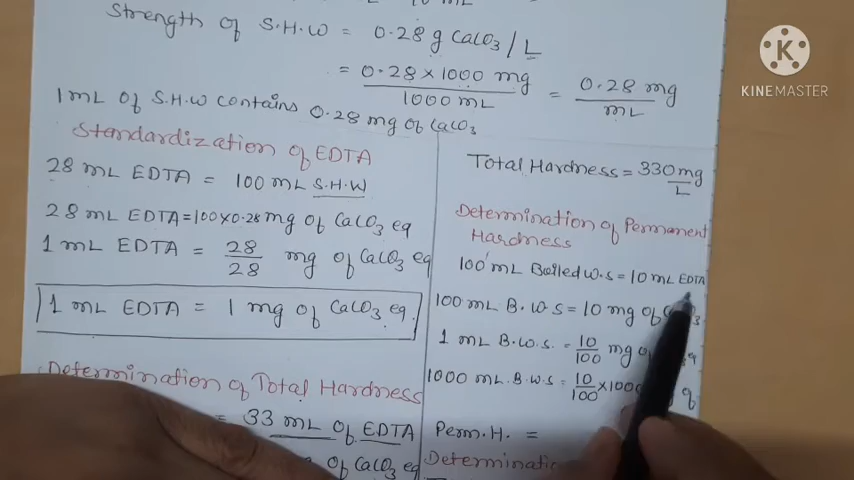 Strength of S.H.W = 0.28 g CaCO3/L
= 0.28×1000 mg / 1000 mL = 0.28 mg / mL
1 mL of S.H.W contains 0.28 mg of CaCO3
Standardization of EDTA
28 mL EDTA = 100 mL S.H.W
28 mL EDTA = 100×0.28 mg of CaCO3 eq
1 mL EDTA = 28/28 mg of CaCO3 eq
1 mL EDTA = 1 mg of CaCO3 eq.
Determination of Total Hardness
= 33 mL of EDTA
of CaCO3 eq
Total Hardness = 330 mg/L
Determination of Permanent
Hardness
100 mL Boiled W.S = 10 mL EDTA
100 mL B.W.S = 10 mg of
1 mL B.W.S. = 10/100 mg
1000 mL B.W.S = 10/100 ×
Perm.H. =
KINEMASTER